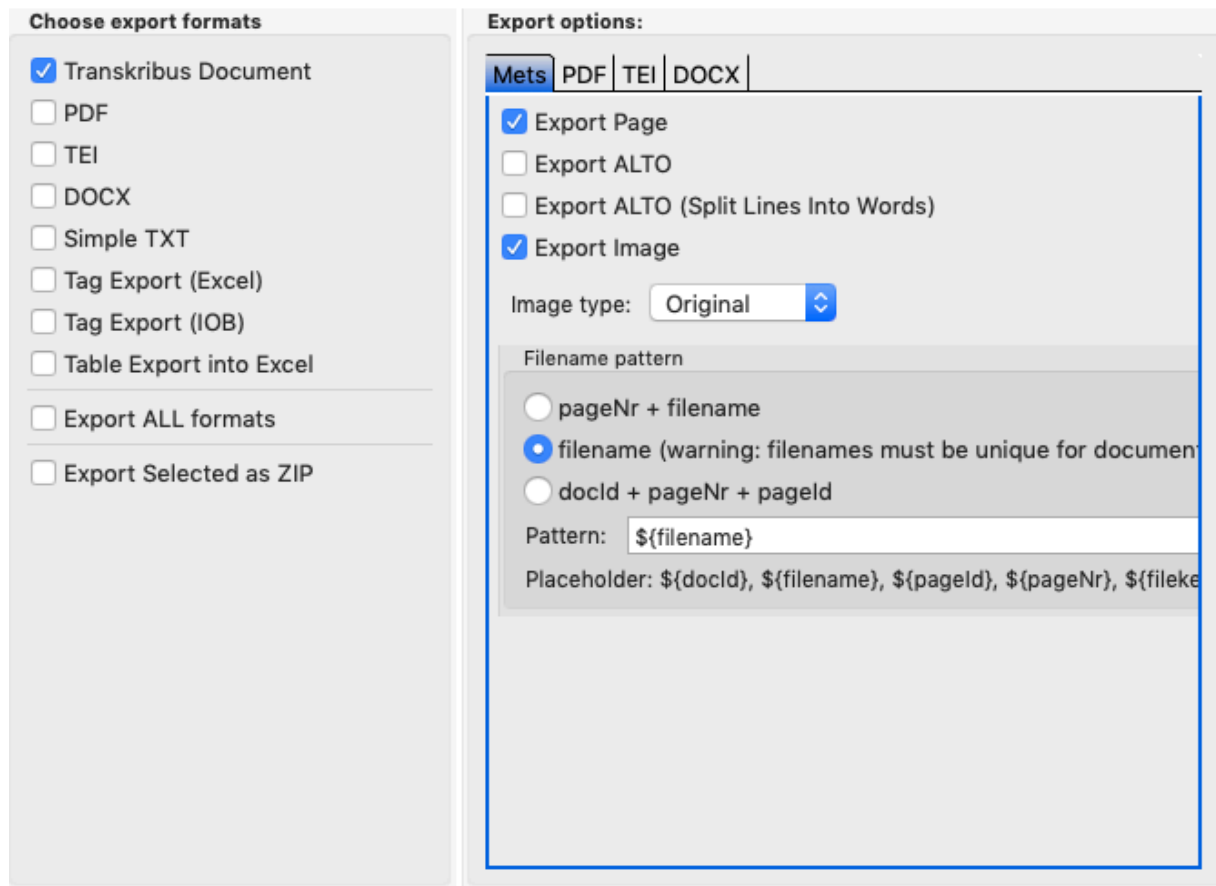 Choose export formats
Transkribus Document
PDF
TEI
DOCX
Simple TXT
Tag Export (Excel)
Tag Export (IOB)
Table Export into Excel
Export ALL formats
Export Selected as ZIP
Export options:
Mets PDF TEI DOCX
Export Page
Export ALTO
Export ALTO (Split Lines Into Words)
Export Image
Image type: Original
Filename pattern
pageNr + filename
filename (warning: filenames must be unique for document
docId + pageNr + pageId
Pattern: ${filename}
Placeholder: ${docId}, ${filename}, ${pageId}, ${pageNr}, ${fileke